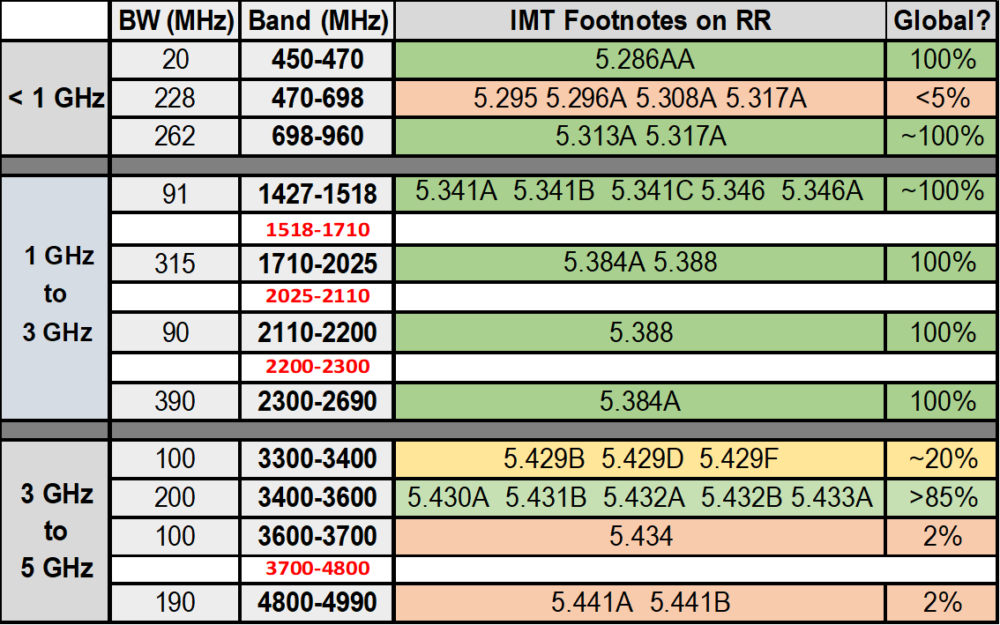 BW (MHz) Band (MHz) IMT Footnotes on RR Global?
< 1 GHz
20 450-470 5.286AA 100%
228 470-698 5.295 5.296A 5.308A 5.317A <5%
262 698-960 5.313A 5.317A ~100%
1 GHz
to
3 GHz
91 1427-1518 5.341A 5.341B 5.341C 5.346 5.346A ~100%
1518-1710
315 1710-2025 5.384A 5.388 100%
2025-2110
90 2110-2200 5.388 100%
2200-2300
390 2300-2690 5.384A 100%
3 GHz
to
5 GHz
100 3300-3400 5.429B 5.429D 5.429F ~20%
200 3400-3600 5.430A 5.431B 5.432A 5.432B 5.433A >85%
100 3600-3700 5.434 2%
3700-4800
190 4800-4990 5.441A 5.441B 2%